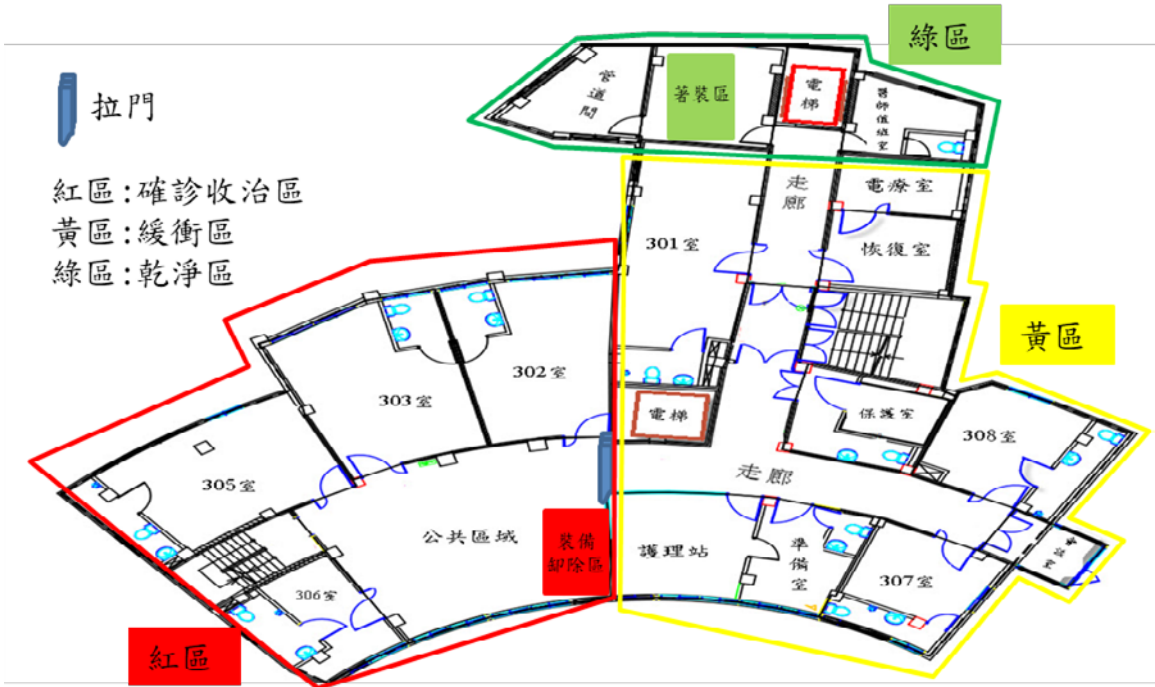 綠區
拉門
紅區:確診收治區
黃區:緩衝區
綠區:乾淨區
管道間
著裝區
電梯
醫師值班室
走廊
電療室
301室
恢復室
黃區
302室
303室
電梯
保護室
308室
305室
走廊
公共區域
裝備
卸除區
護理站
準備室
會談室
307室
306室
紅區